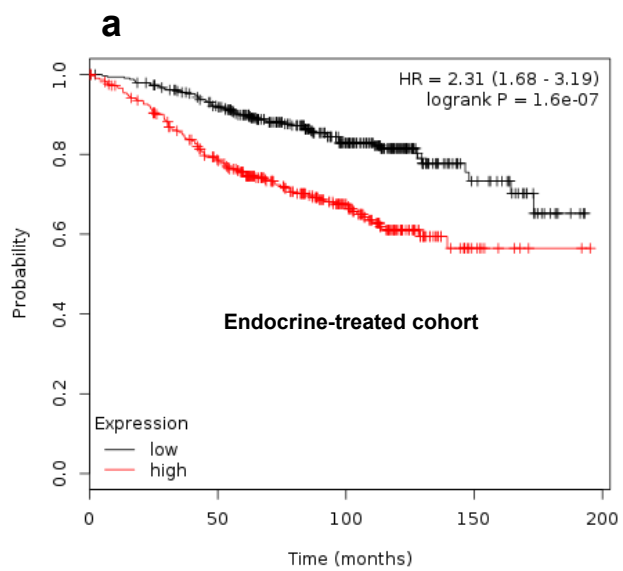 a
HR = 2.31 (1.68 - 3.19)
logrank P = 1.6e-07
1.0
0.8
0.6
0.4
0.2
0.0
Probability
Endocrine-treated cohort
Expression
low
high
0
50
100
150
200
Time (months)